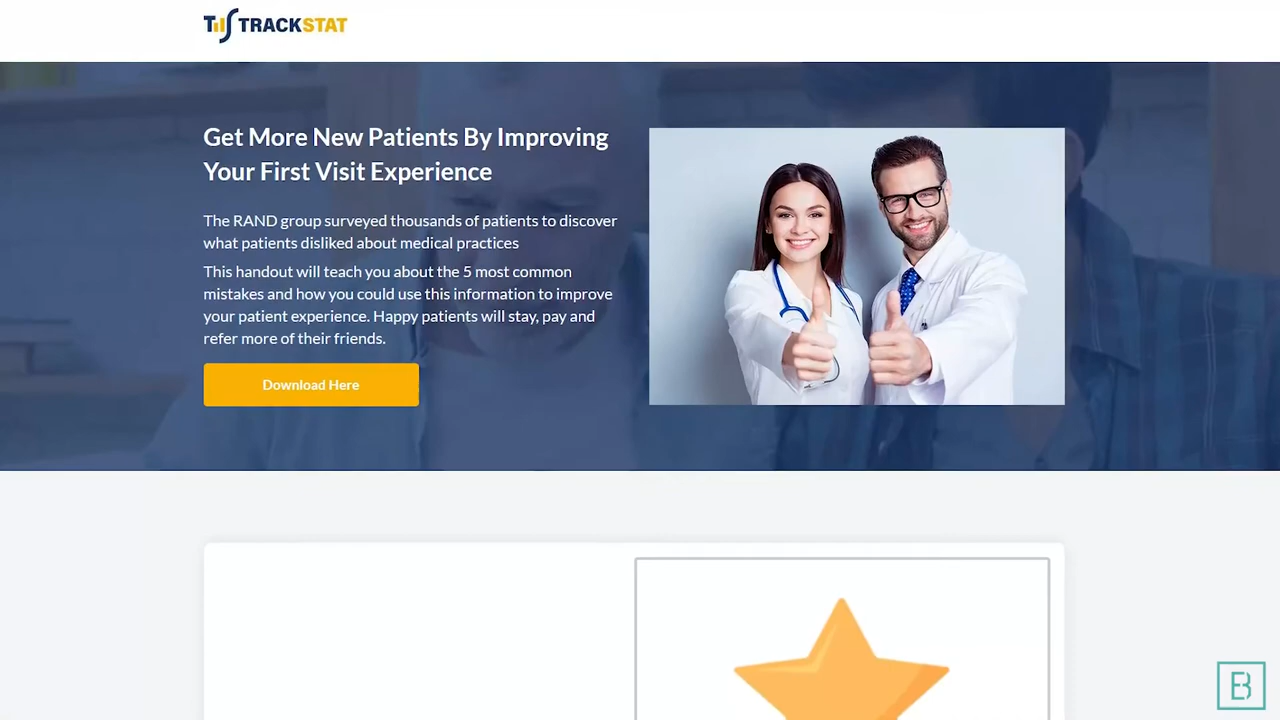 TRACKSTAT
Get More New Patients By Improving
Your First Visit Experience
The RAND group surveyed thousands of patients to discover
what patients disliked about medical practices
This handout will teach you about the 5 most common
mistakes and how you could use this information to improve
your patient experience. Happy patients will stay, pay and
refer more of their friends.
Download Here